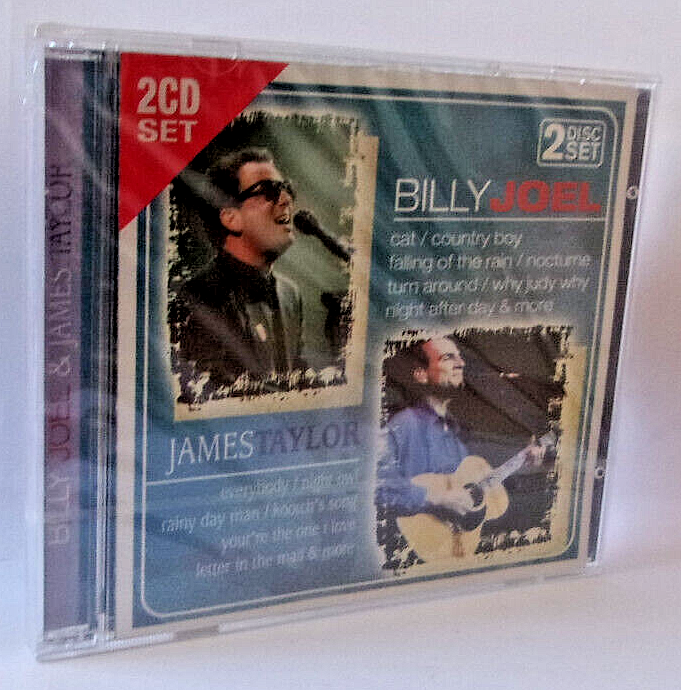 2CD
SET
2 DISC
SET
BILLY JOEL
cat / country boy
falling of the rain / nocturne
turn around / why judy why
night after day & more
JAMES TAYLOR
everybody / night owl
rainy day man / kootch's song
your're the one i love
letter in the mail & more
BILLY JOEL & JAMES TAYLOR